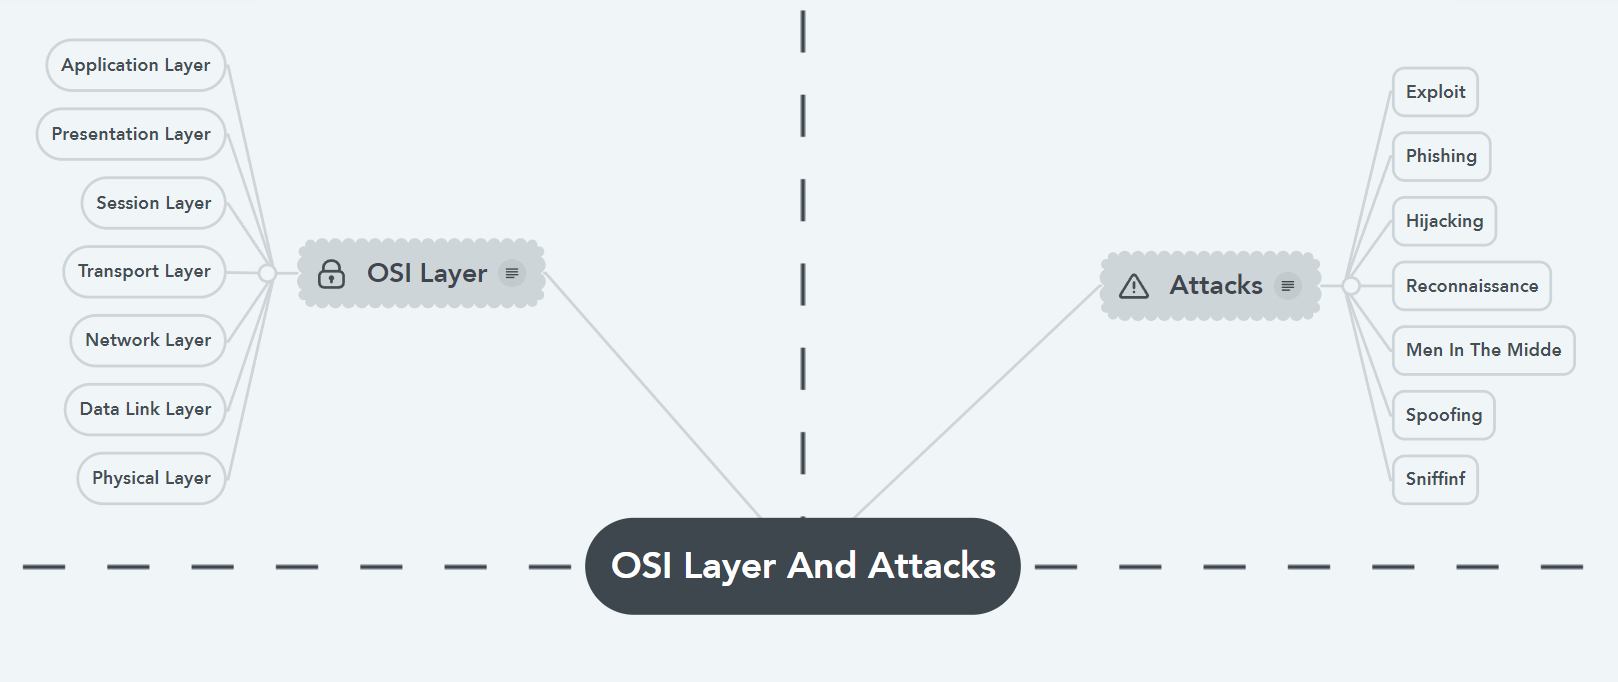 Application Layer
Presentation Layer
Session Layer
Transport Layer
Network Layer
Data Link Layer
Physical Layer
OSI Layer
Attacks
Exploit
Phishing
Hijacking
Reconnaissance
Men In The Midde
Spoofing
Sniffinf
OSI Layer And Attacks